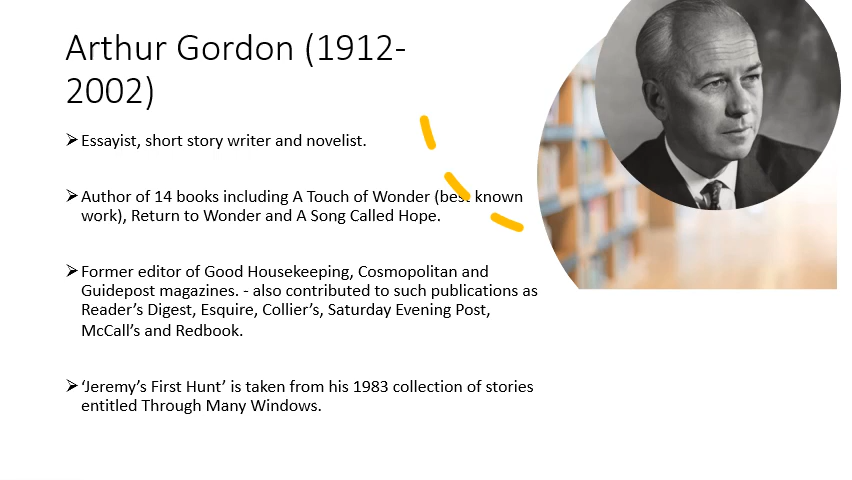 Arthur Gordon (1912-
2002)
➢Essayist, short story writer and novelist.
➢Author of 14 books including A Touch of Wonder (best known
work), Return to Wonder and A Song Called Hope.
➢Former editor of Good Housekeeping, Cosmopolitan and
Guidepost magazines. - also contributed to such publications as
Reader’s Digest, Esquire, Collier’s, Saturday Evening Post,
McCall’s and Redbook.
➢‘Jeremy’s First Hunt’ is taken from his 1983 collection of stories
entitled Through Many Windows.